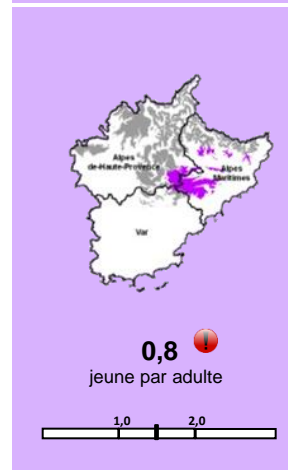 Alpes
de-Haute-Provence
Alpes
Maritimes
Var
0,8
jeune par adulte
1,0 2,0